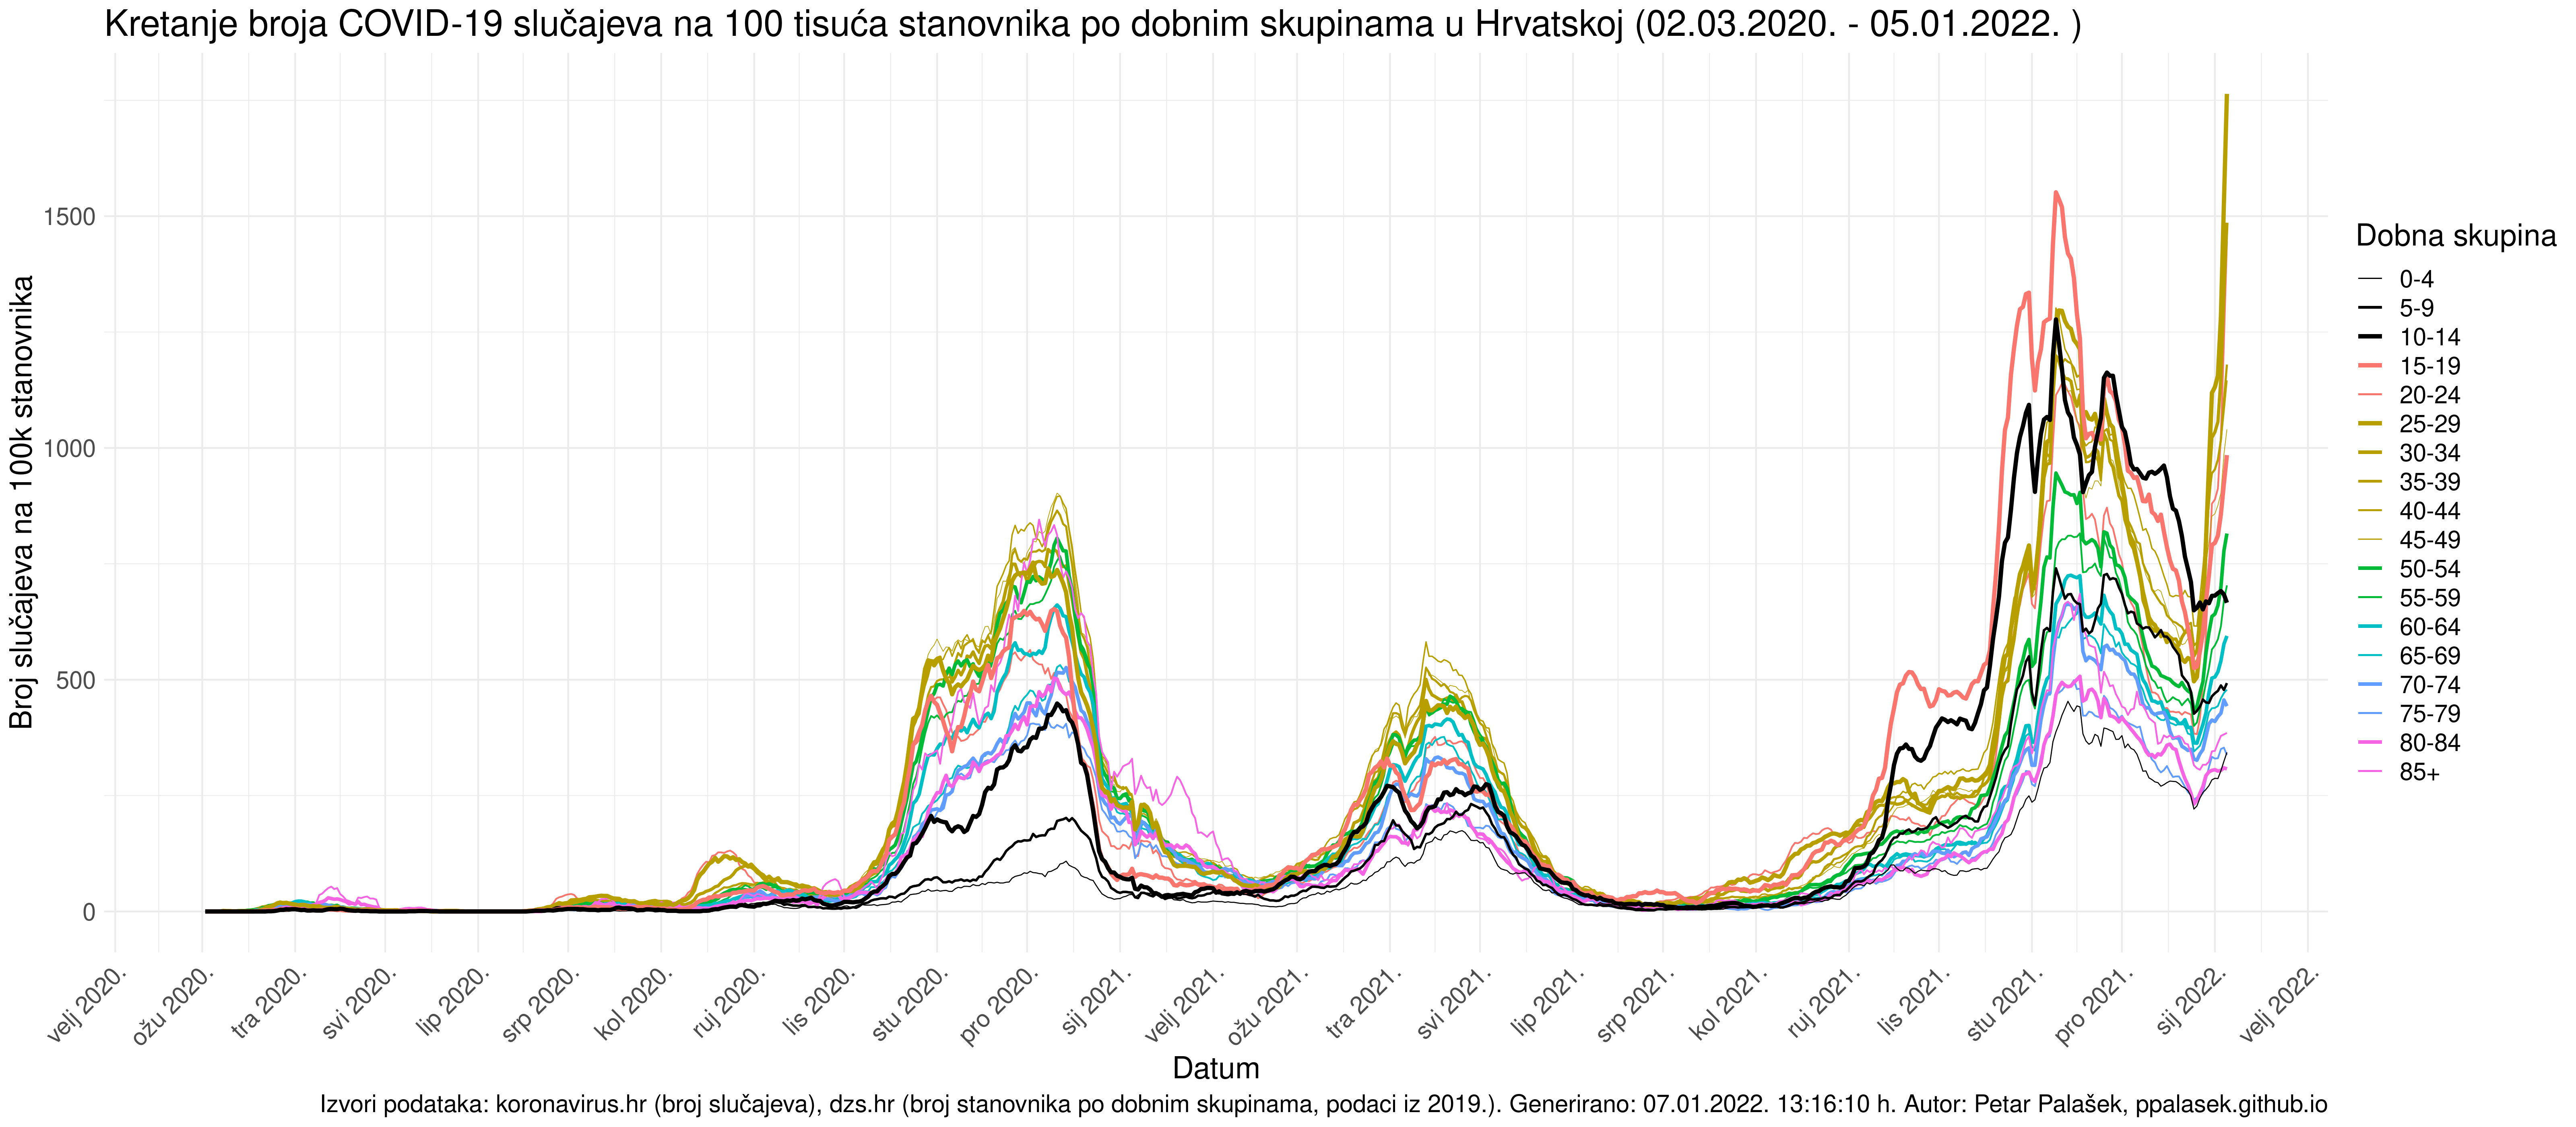 Kretanje broja COVID-19 slučajeva na 100 tisuća stanovnika po dobnim skupinama u Hrvatskoj (02.03.2020. - 05.01.2022. )
Broj slučajeva na 100k stanovnika
1500
1000
500
0
velj 2020.
ožu 2020.
tra 2020.
svi 2020.
lip 2020.
srp 2020.
kol 2020.
ruj 2020.
lis 2020.
stu 2020.
pro 2020.
sij 2021.
velj 2021.
ožu 2021.
tra 2021.
svi 2021.
lip 2021.
srp 2021.
kol 2021.
ruj 2021.
lis 2021.
stu 2021.
pro 2021.
sij 2022.
velj 2022.
Datum
Dobna skupina
0-4
5-9
10-14
15-19
20-24
25-29
30-34
35-39
40-44
45-49
50-54
55-59
60-64
65-69
70-74
75-79
80-84
85+
Izvori podataka: koronavirus.hr (broj slučajeva), dzs.hr (broj stanovnika po dobnim skupinama, podaci iz 2019.). Generirano: 07.01.2022. 13:16:10 h. Autor: Petar Palašek, ppalasek.github.io